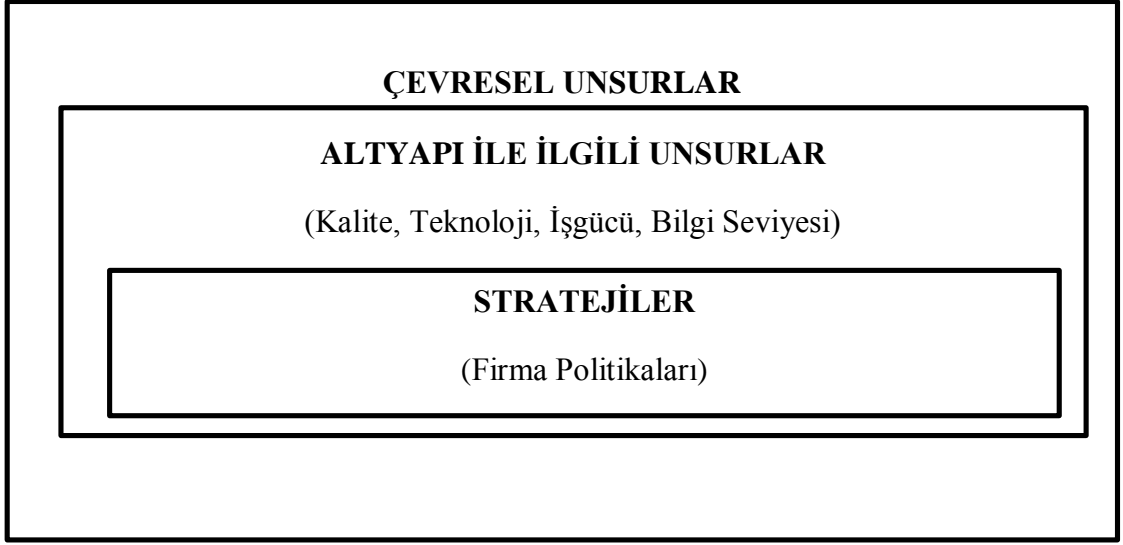 ÇEVRESEL UNSURLAR
ALTYAPI İLE İLGİLİ UNSURLAR
(Kalite, Teknoloji, İşgücü, Bilgi Seviyesi)
STRATEJİLER
(Firma Politikaları)